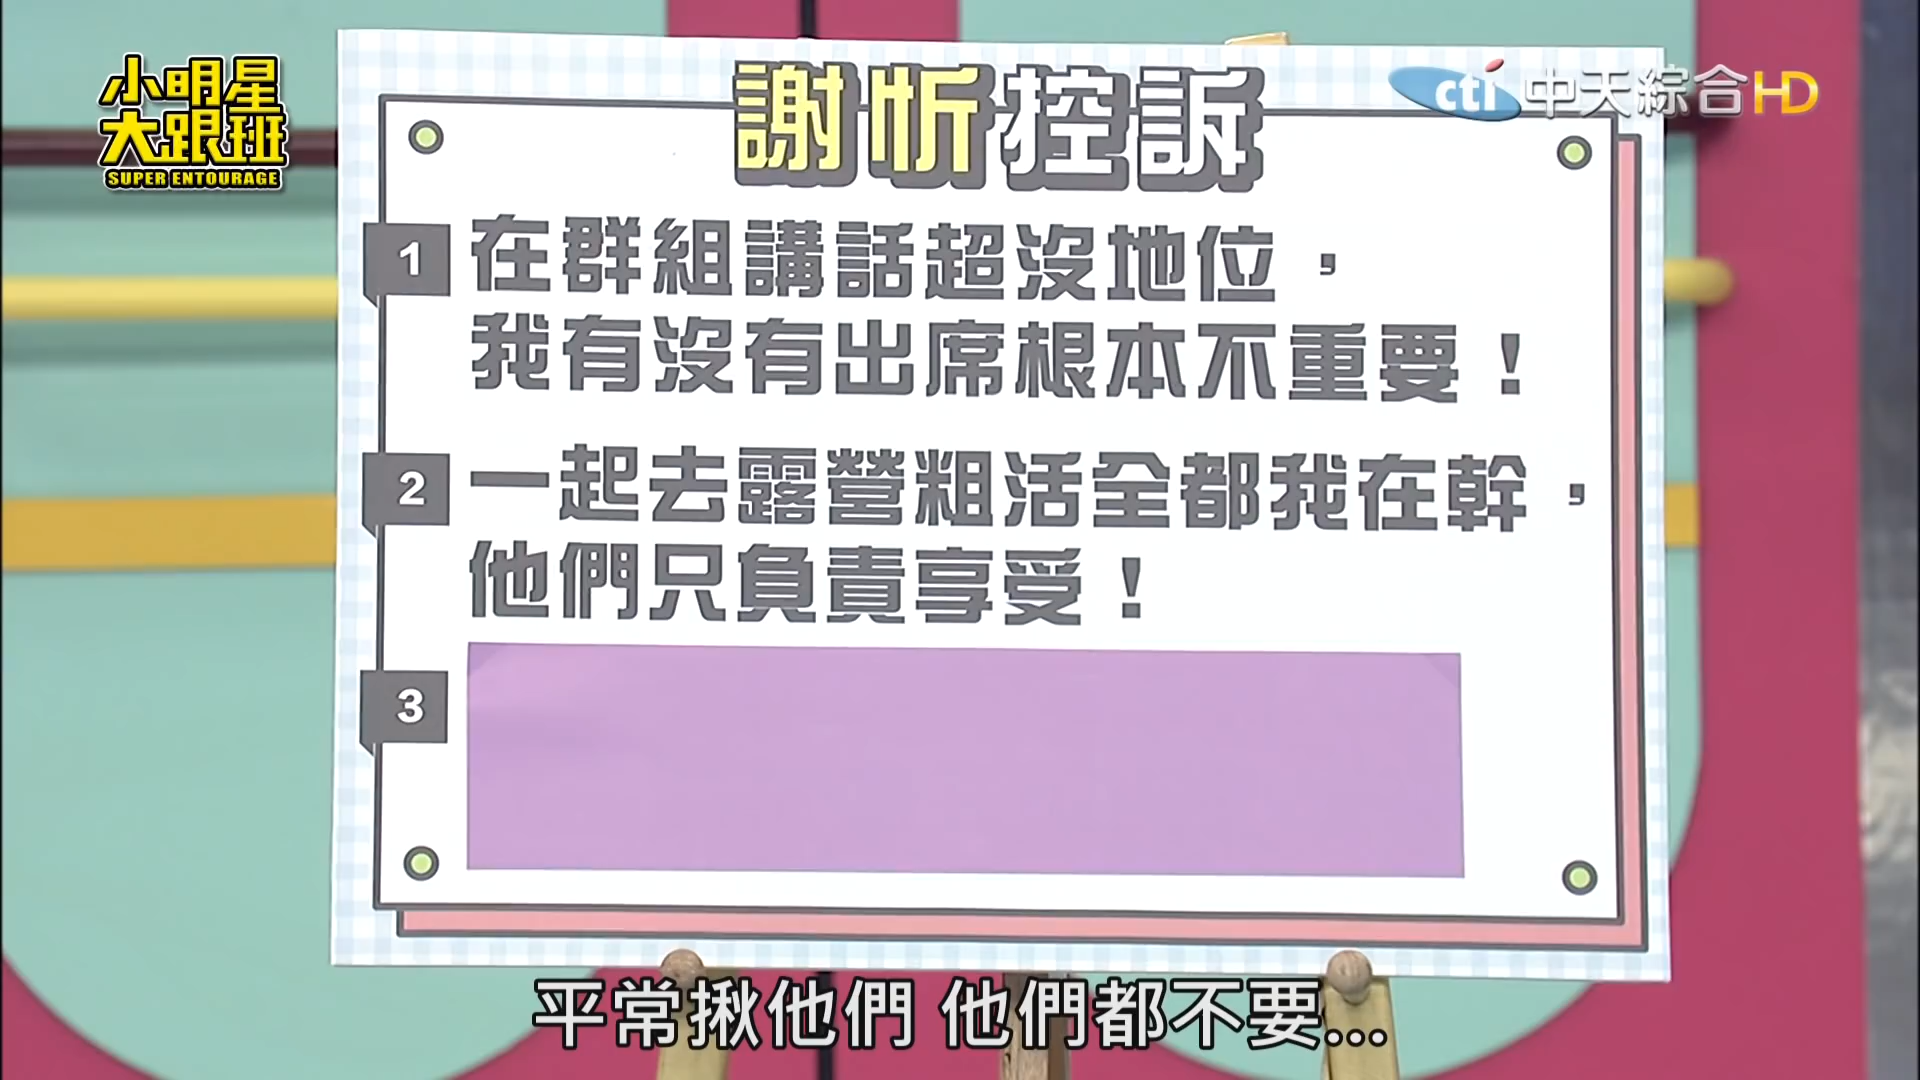 小明星
大跟班
SUPER ENTOURAGE
cti 中天綜合HD
謝忻控訴
1 在群組講話超沒地位，
我有沒有出席根本不重要！
2 一起去露營粗活全都我在幹，
他們只負責享受！
3
平常揪他們 他們都不要...